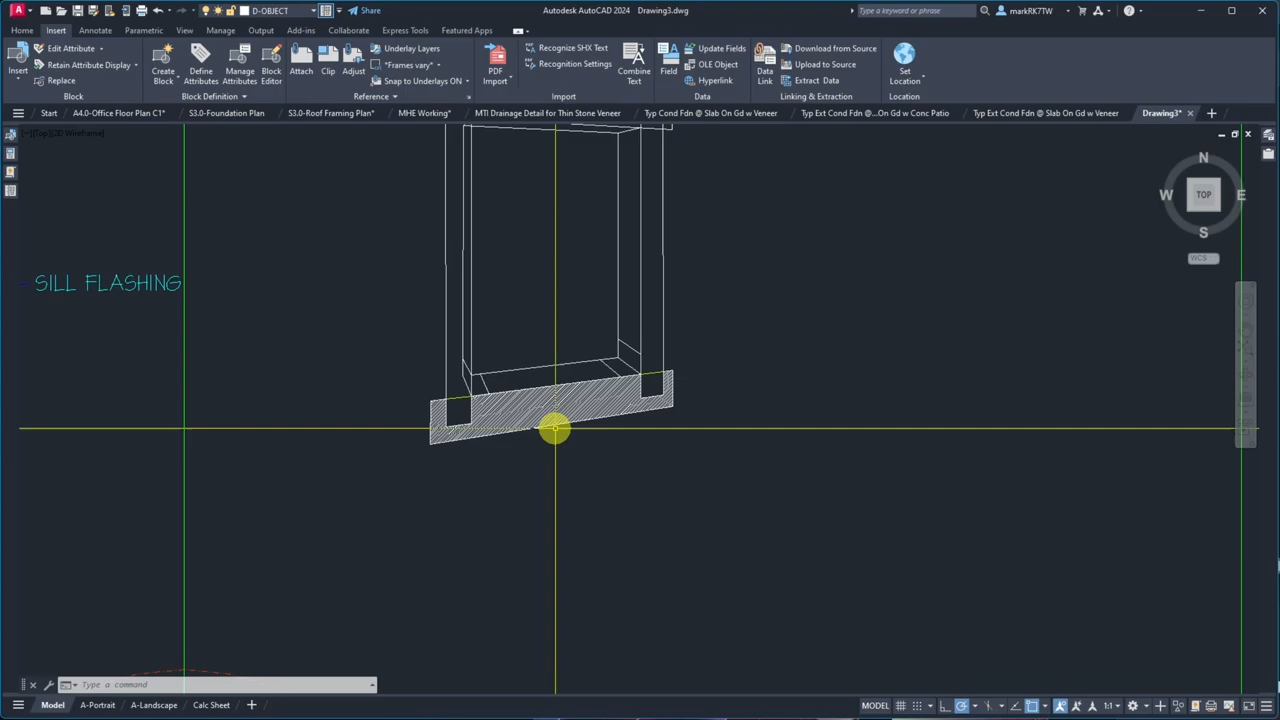 A D-OBJECT Share Autodesk AutoCAD 2024 Drawing3.dwg Type a keyword or phrase markRK7TW
Home Insert Annotate Parametric View Manage Output Add-ins Collaborate Express Tools Featured Apps
Edit Attribute Underlay Layers Recognize SHX Text Update Fields Download from Source
Retain Attribute Display *Frames vary* Recognition Settings OLE Object Upload to Source
Insert Replace Create Block Define Attributes Manage Attributes Block Editor Attach Clip Adjust Snap to Underlays ON PDF Import Combine Text Field Hyperlink Data Link Extract Data Set Location
Block Block Definition Reference Import Data Linking & Extraction Location
Start A4.0-Office Floor Plan C1* S3.0-Foundation Plan S3.0-Roof Framing Plan* MHE Working* MTI Drainage Detail for Thin Stone Veneer Typ Cond Fdn @ Slab On Gd w Veneer Typ Ext Cond Fdn @...On Gd w Conc Patio Typ Ext Cond Fdn @ Slab On Gd w Veneer Drawing3*
[−][Top][2D Wireframe]
N
W TOP E
S
WCS
SILL FLASHING
Type a command
Model A-Portrait A-Landscape Calc Sheet MODEL 1:1